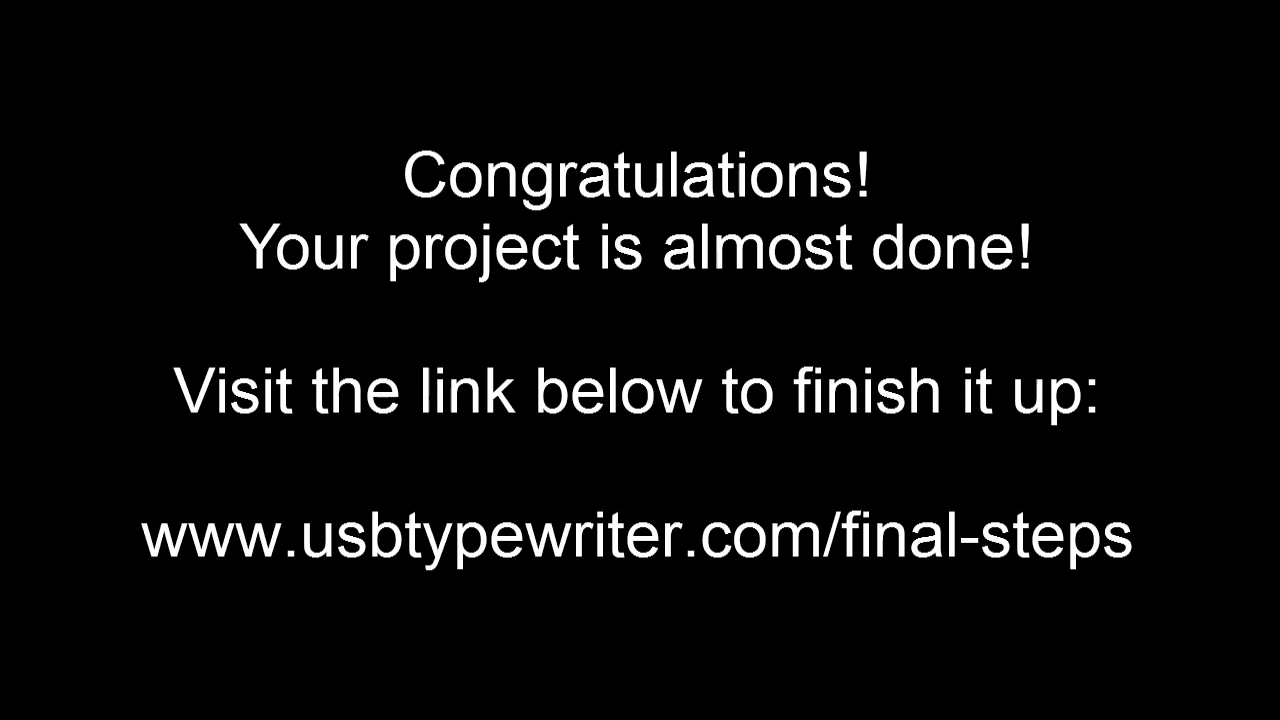 Congratulations!
Your project is almost done!
Visit the link below to finish it up:
www.usbtypewriter.com/final-steps